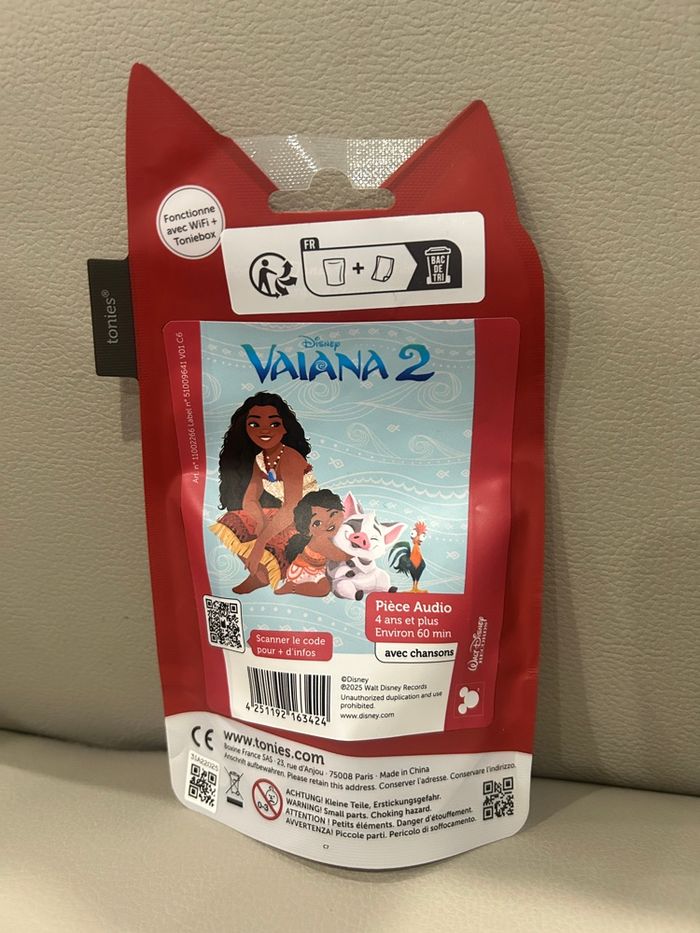 Fonctionne
avec WiFi +
Toniebox
FR
+
BAC
DE
TRI
tonies®
Art. n° 11002266 Label n° 51009641 V01 C6
Disney
VAIANA 2
Pièce Audio
4 ans et plus
Environ 60 min
avec chansons
Scanner le code
pour + d'infos
WALT DISNEY
RECORDS
4 251192 163424
©Disney
℗2025 Walt Disney Records
Unauthorized duplication and use
prohibited.
www.disney.com
CE www.tonies.com
Boxine France SAS · 23, rue d'Anjou · 75008 Paris · Made in China
Anschrift aufbewahren. Please retain this address. Conserver l'adresse. Conservare l'indirizzo.
31A22025
0-3
ACHTUNG! Kleine Teile, Erstickungsgefahr.
WARNING! Small parts. Choking hazard.
ATTENTION ! Petits éléments. Danger d'étouffement.
AVVERTENZA! Piccole parti. Pericolo di soffocamento.
C7